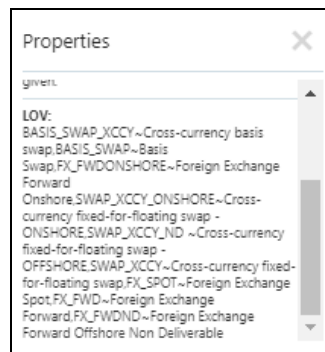 Properties
given.
LOV:
BASIS_SWAP_XCCY~Cross-currency basis
swap,BASIS_SWAP~Basis
Swap,FX_FWDONSHORE~Foreign Exchange
Forward
Onshore,SWAP_XCCY_ONSHORE~Cross-
currency fixed-for-floating swap -
ONSHORE,SWAP_XCCY_ND ~Cross-currency
fixed-for-floating swap -
OFFSHORE,SWAP_XCCY~Cross-currency fixed-
for-floating swap,FX_SPOT~Foreign Exchange
Spot,FX_FWD~Foreign Exchange
Forward,FX_FWDND~Foreign Exchange
Forward Offshore Non Deliverable